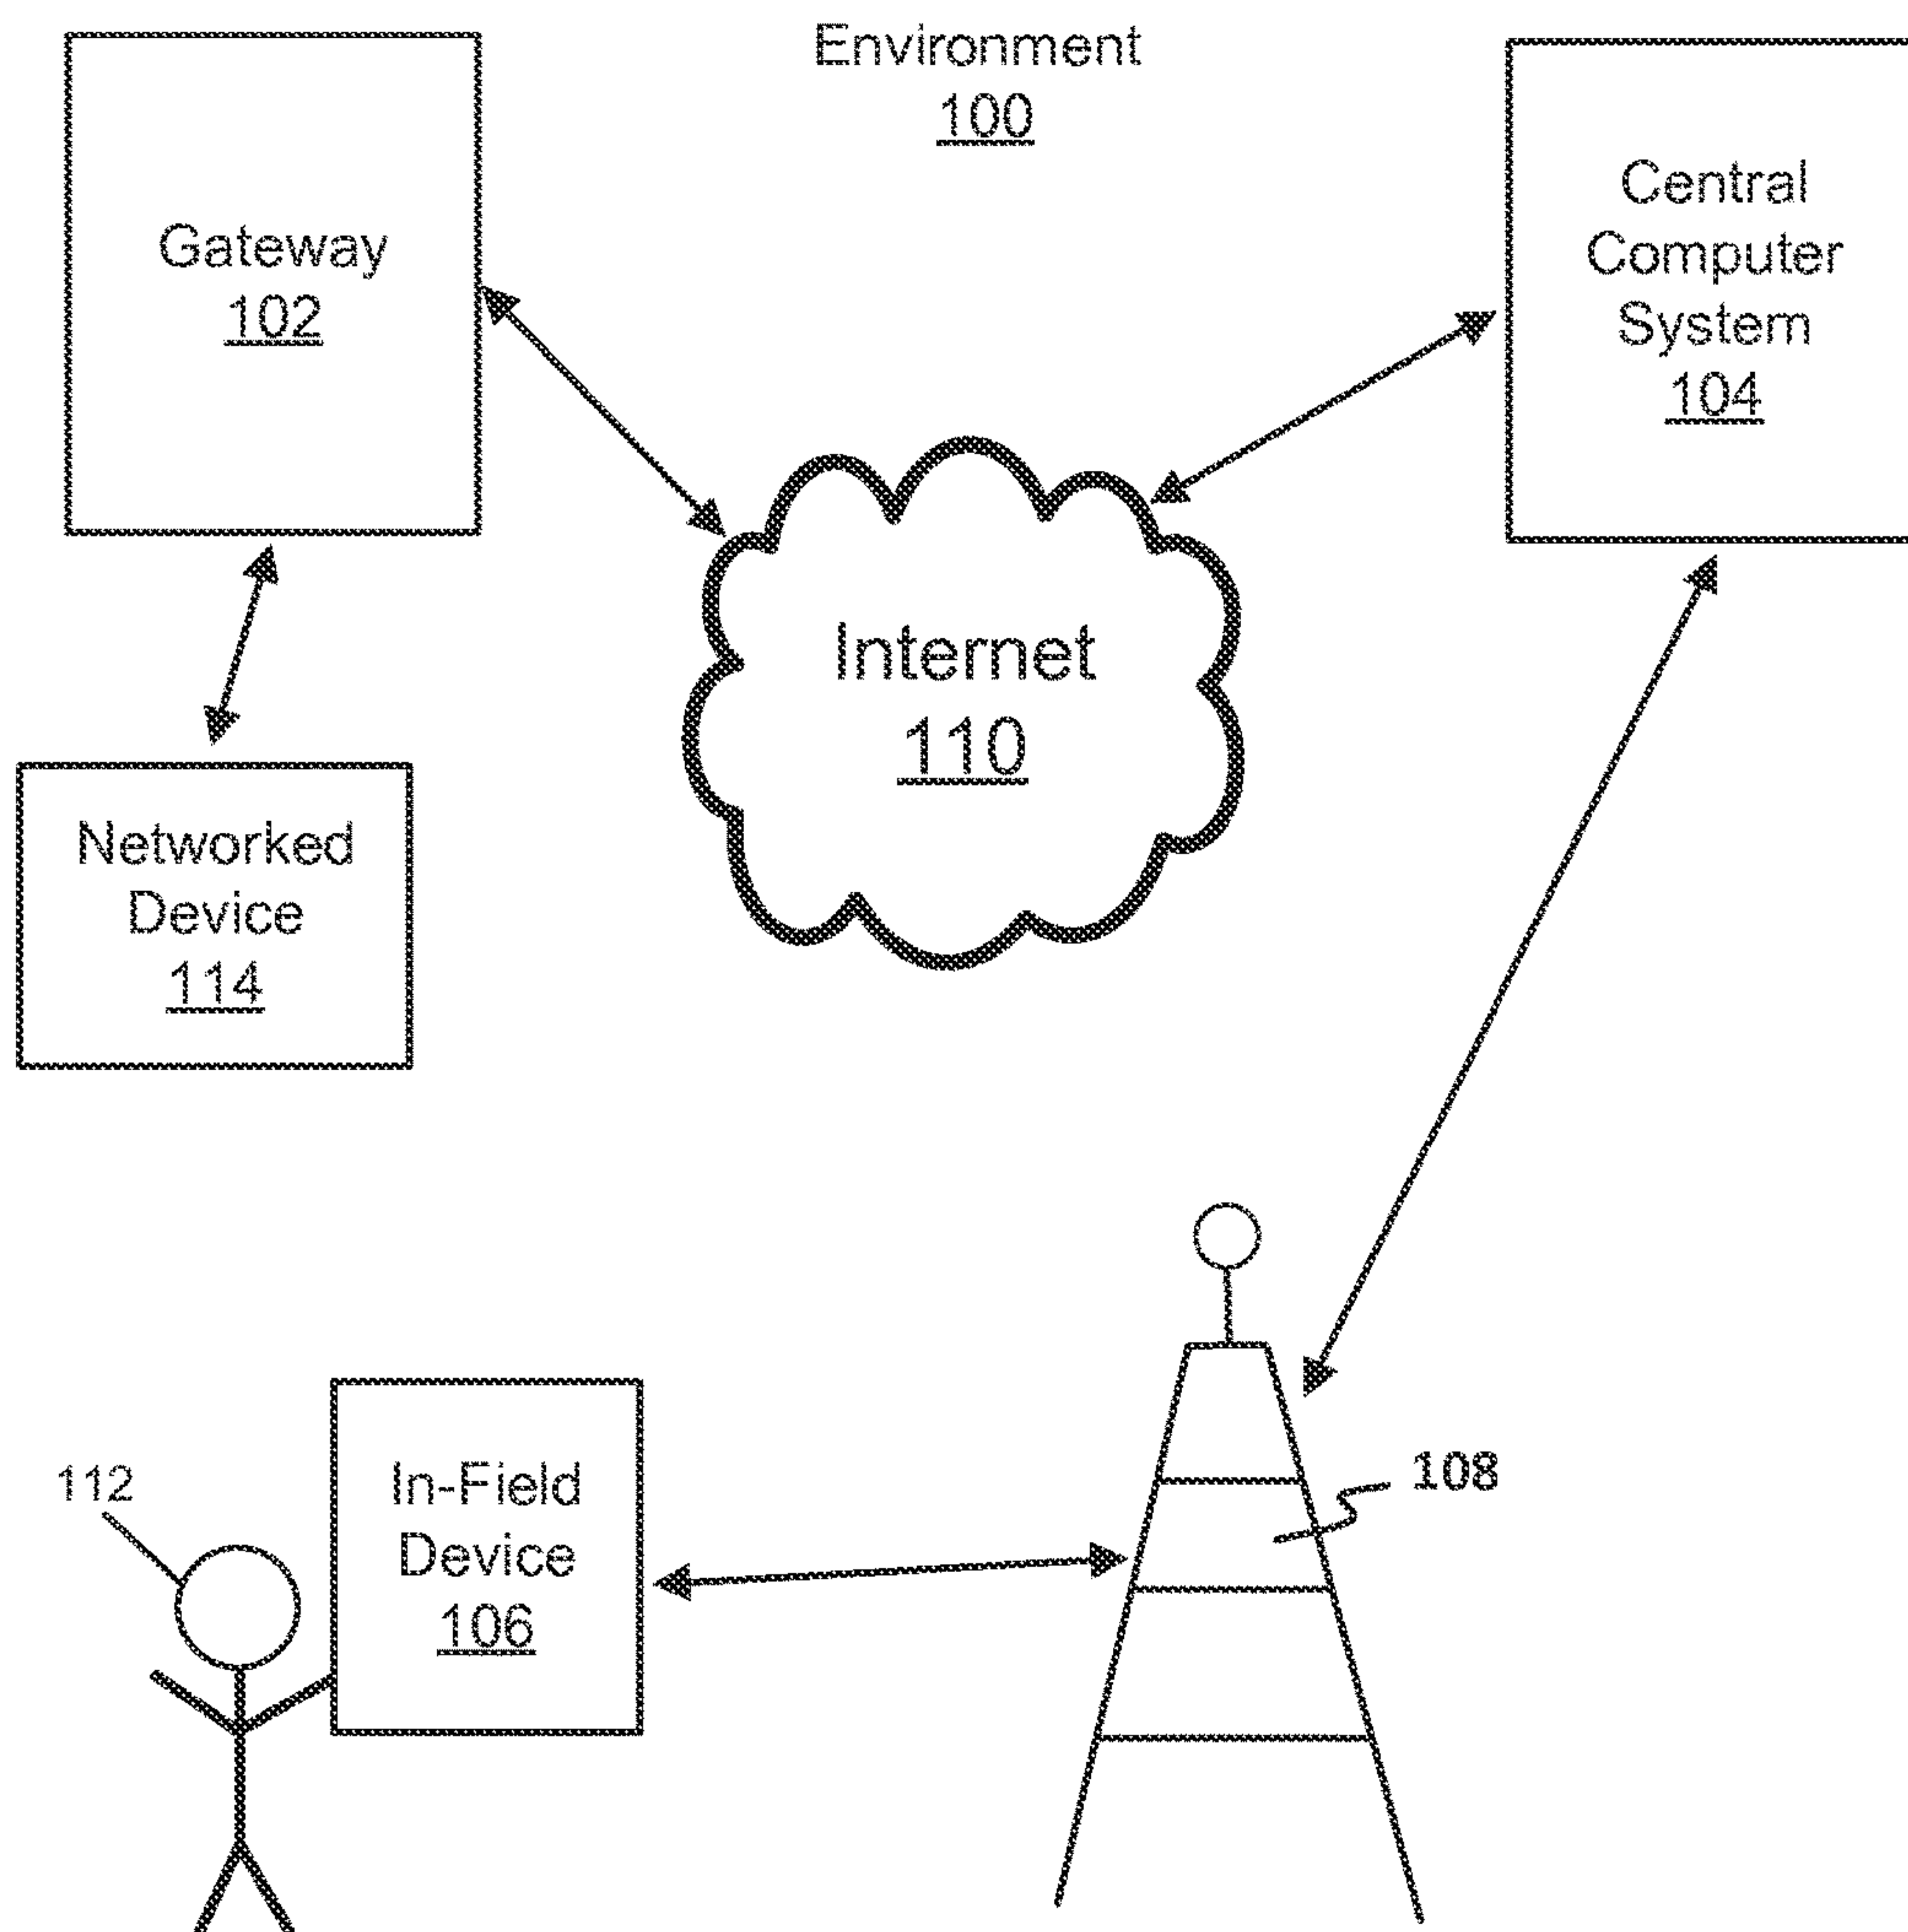 Environment
100
Gateway
102
Central
Computer
System
104
Internet
110
Networked
Device
114
112
In-Field
Device
106
108